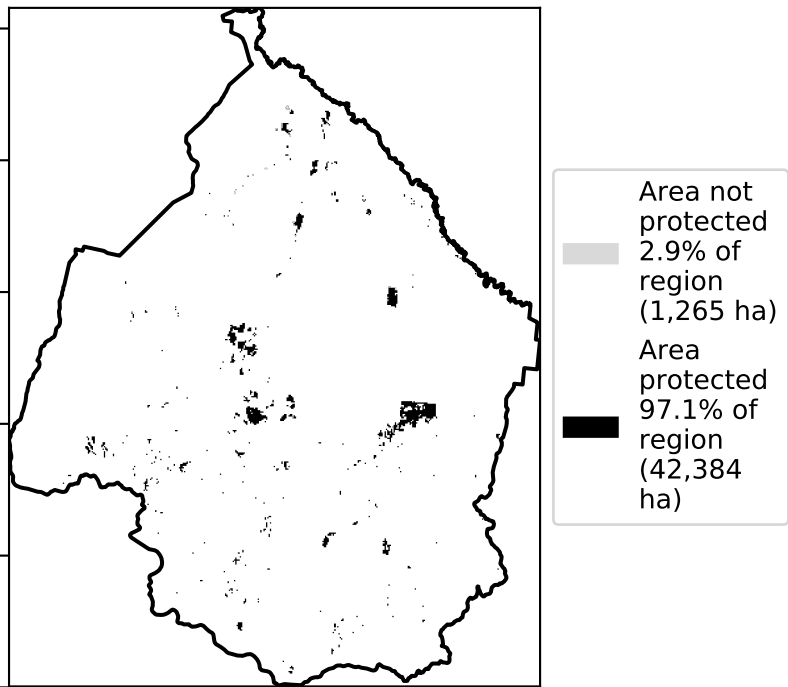 Area not
protected
2.9% of
region
(1,265 ha)
Area
protected
97.1% of
region
(42,384
ha)